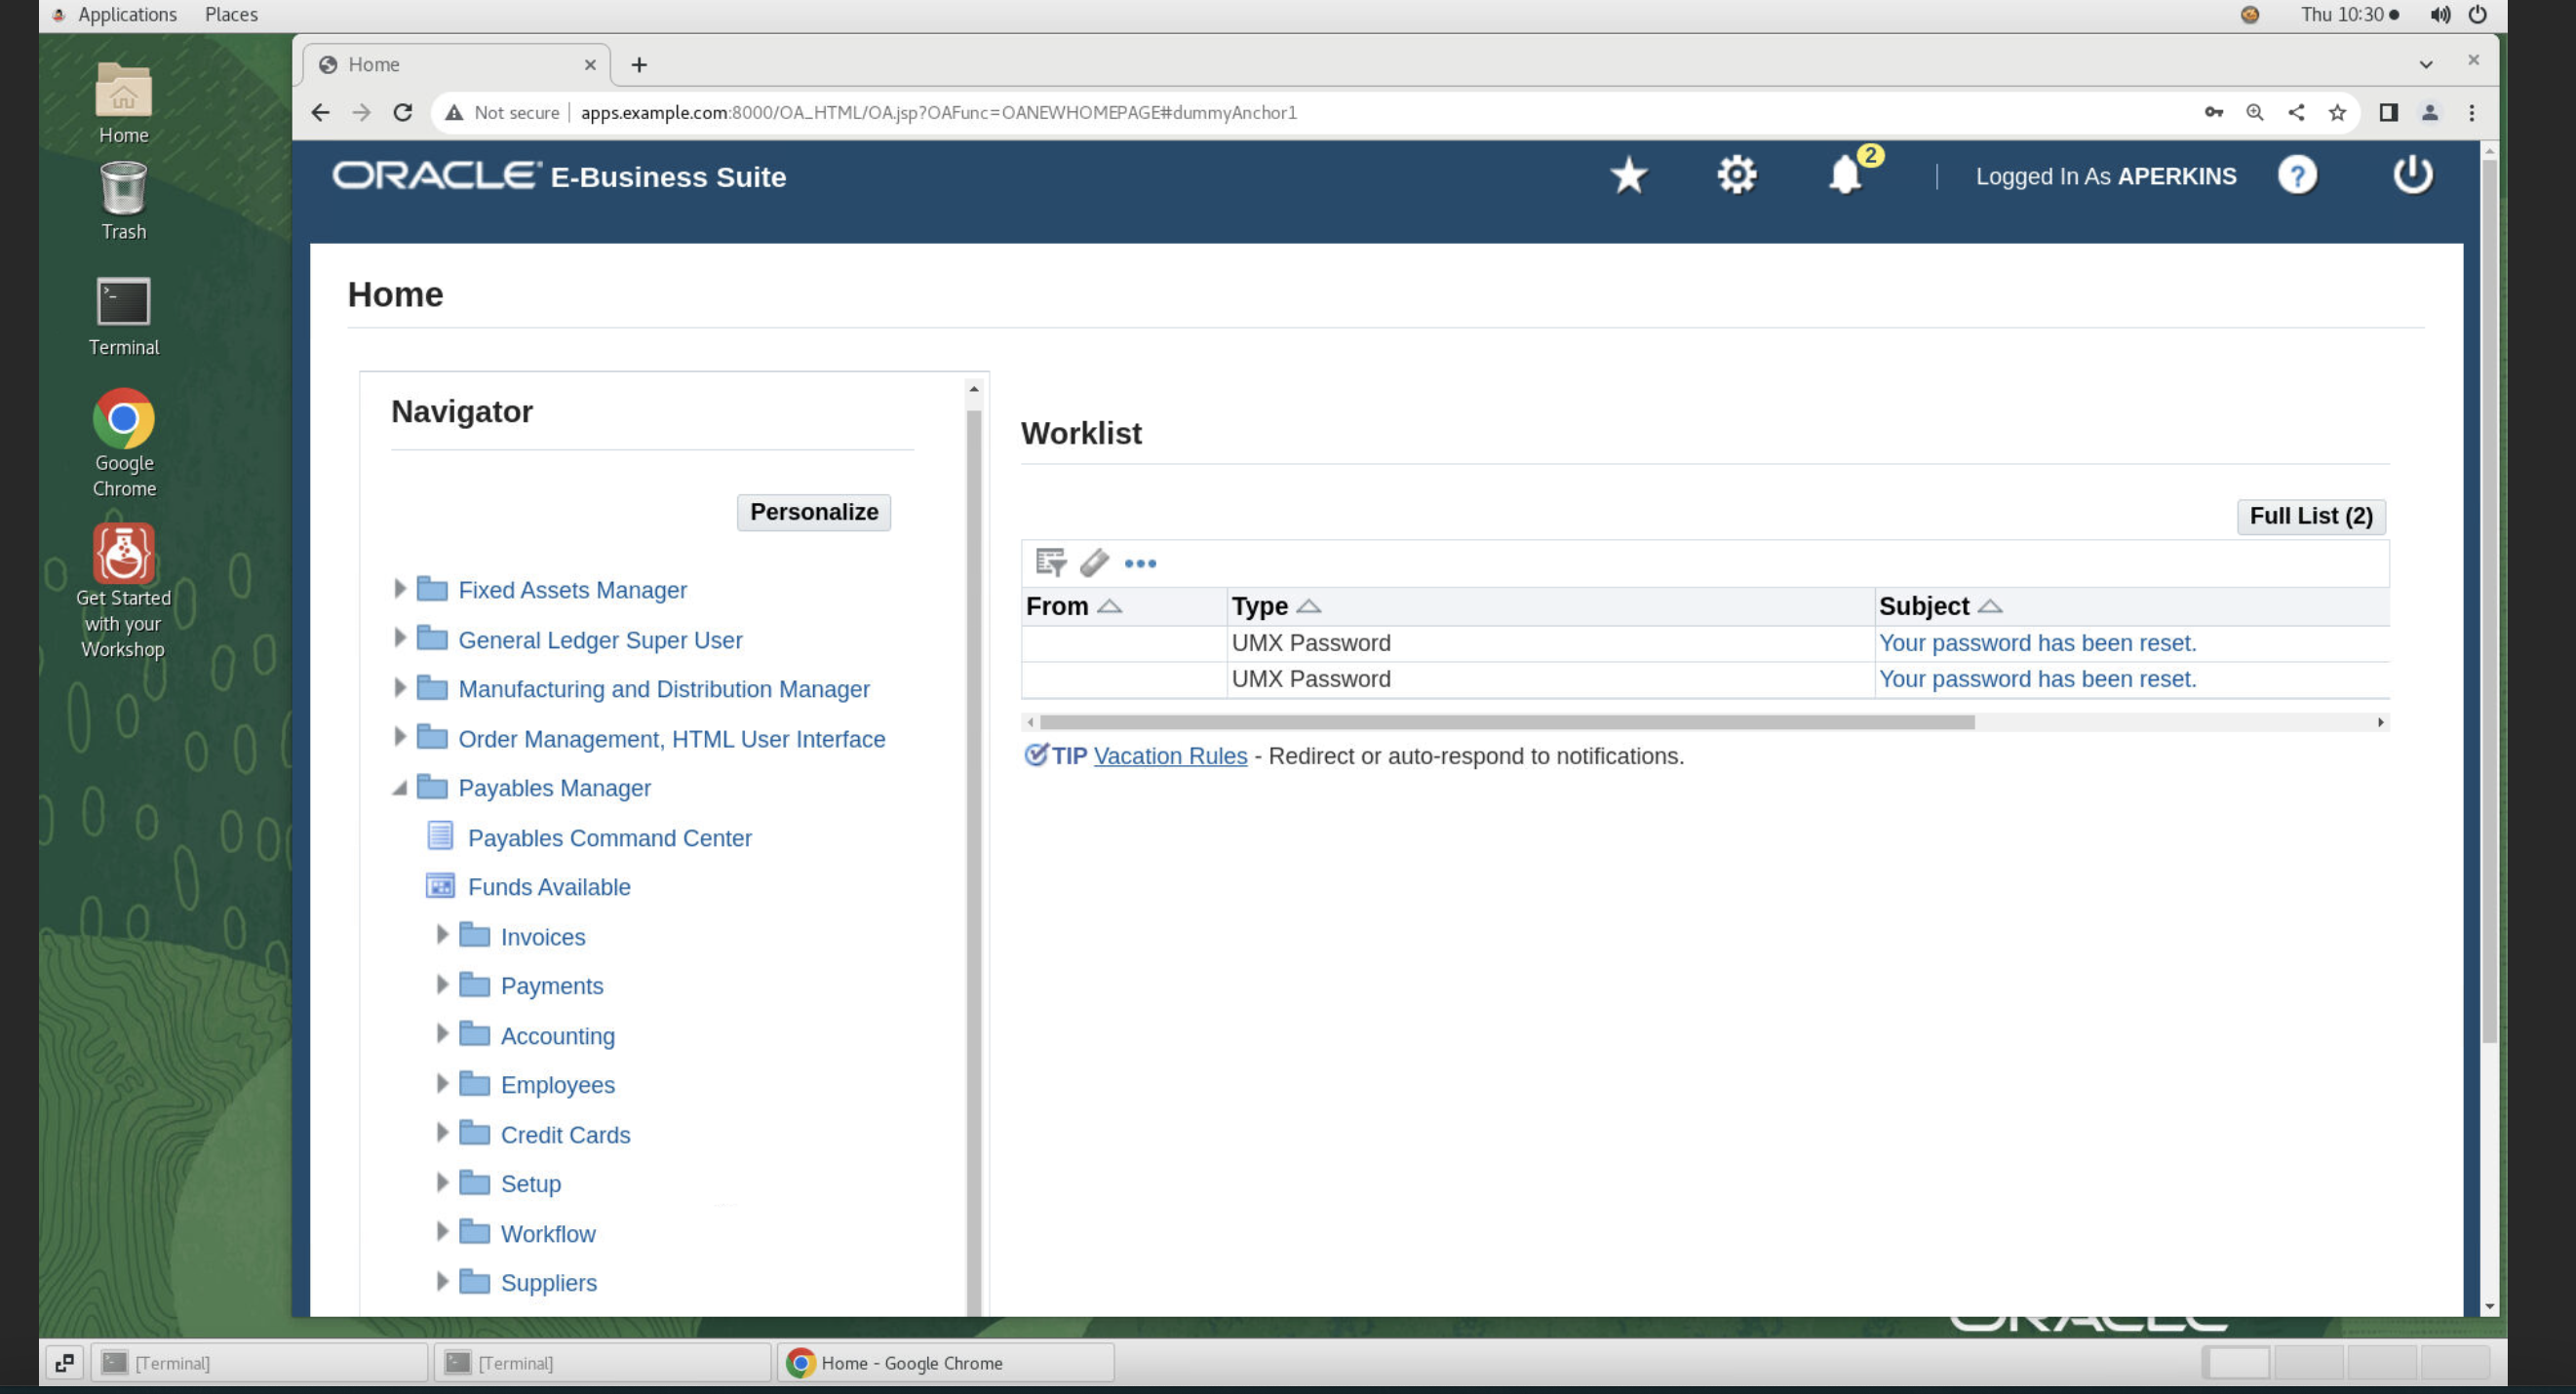 Applications Places Thu 10:30
Home
Trash
Terminal
Google
Chrome
Get Started
with your
Workshop
Home
Not secure apps.example.com:8000/OA_HTML/OA.jsp?OAFunc=OANEWHOMEPAGE#dummyAnchor1
ORACLE E-Business Suite 2 Logged In As APERKINS ?
Home
Navigator
Personalize
Fixed Assets Manager
General Ledger Super User
Manufacturing and Distribution Manager
Order Management, HTML User Interface
Payables Manager
Payables Command Center
Funds Available
Invoices
Payments
Accounting
Employees
Credit Cards
Setup
Workflow
Suppliers
Worklist
Full List (2)
From Type Subject
UMX Password Your password has been reset.
UMX Password Your password has been reset.
TIP Vacation Rules - Redirect or auto-respond to notifications.
ORACLE
[Terminal] [Terminal] Home - Google Chrome